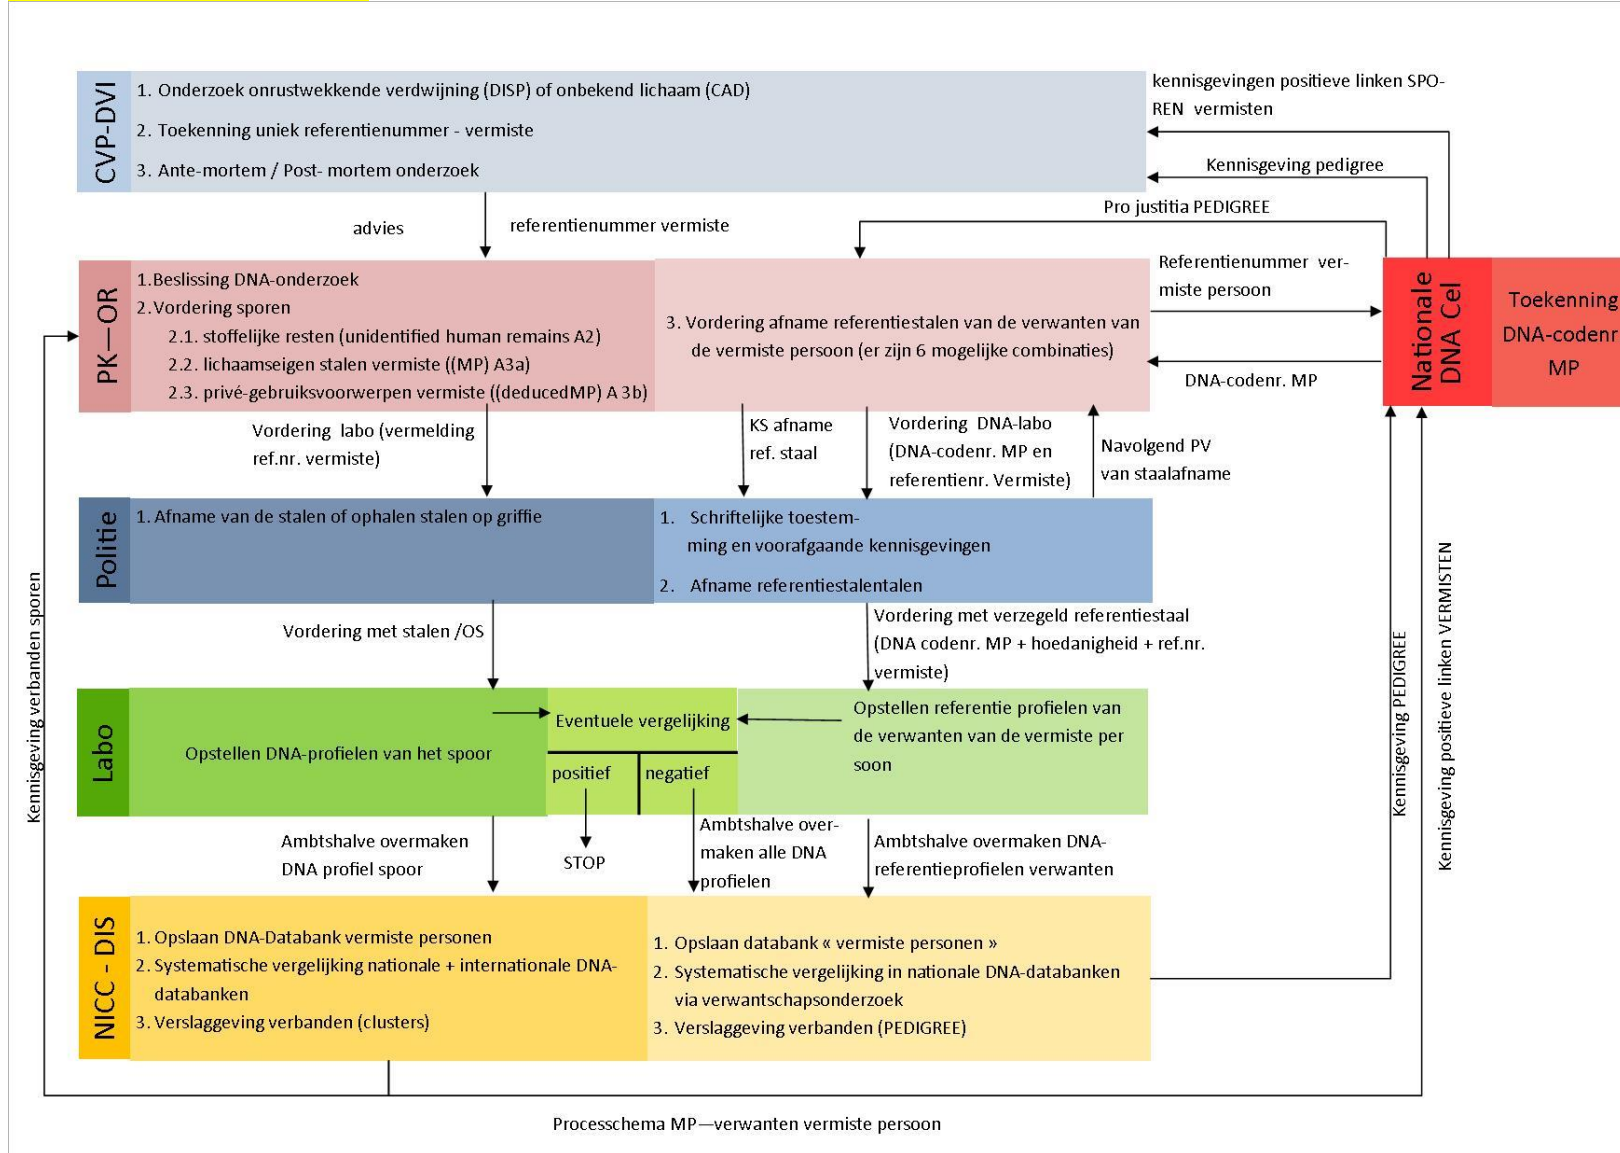 CVP-DVI
1. Onderzoek onrustwekkende verdwijning (DISP) of onbekend lichaam (CAD)
2. Toekenning uniek referentienummer - vermiste
3. Ante-mortem / Post- mortem onderzoek
kennisgevingen positieve linken SPO-
REN vermisten
Kennisgeving pedigree
Pro justitia PEDIGREE
advies
referentienummer vermiste
PK—OR
1.Beslissing DNA-onderzoek
2.Vordering sporen
2.1. stoffelijke resten (unidentified human remains A2)
2.2. lichaamseigen stalen vermiste ((MP) A3a)
2.3. privé-gebruiksvoorwerpen vermiste ((deducedMP) A 3b)
3. Vordering afname referentiestalen van de verwanten van
de vermiste persoon (er zijn 6 mogelijke combinaties)
Referentienummer ver-
miste persoon
DNA-codenr. MP
Nationale
DNA Cel
Toekenning
DNA-codenr
MP
Vordering labo (vermelding
ref.nr. vermiste)
KS afname
ref. staal
Vordering DNA-labo
(DNA-codenr. MP en
referentienr. Vermiste)
Navolgend PV
van staalafname
Politie
1. Afname van de stalen of ophalen stalen op griffie
1. Schriftelijke toestem-
ming en voorafgaande kennisgevingen
2. Afname referentiestalentalen
Vordering met stalen /OS
Vordering met verzegeld referentiestaal
(DNA codenr. MP + hoedanigheid + ref.nr.
vermiste)
Labo
Opstellen DNA-profielen van het spoor
Eventuele vergelijking
positief
negatief
Opstellen referentie profielen van
de verwanten van de vermiste per
soon
Ambtshalve overmaken
DNA profiel spoor
STOP
Ambtshalve over-
maken alle DNA
profielen
Ambtshalve overmaken DNA-
referentieprofielen verwanten
NICC - DIS
1. Opslaan DNA-Databank vermiste personen
2. Systematische vergelijking nationale + internationale DNA-
databanken
3. Verslaggeving verbanden (clusters)
1. Opslaan databank « vermiste personen »
2. Systematische vergelijking in nationale DNA-databanken
via verwantschapsonderzoek
3. Verslaggeving verbanden (PEDIGREE)
Kennisgeving verbanden sporen
Kennisgeving PEDIGREE
Kennisgeving positieve linken VERMISTEN
Processchema MP—verwanten vermiste persoon